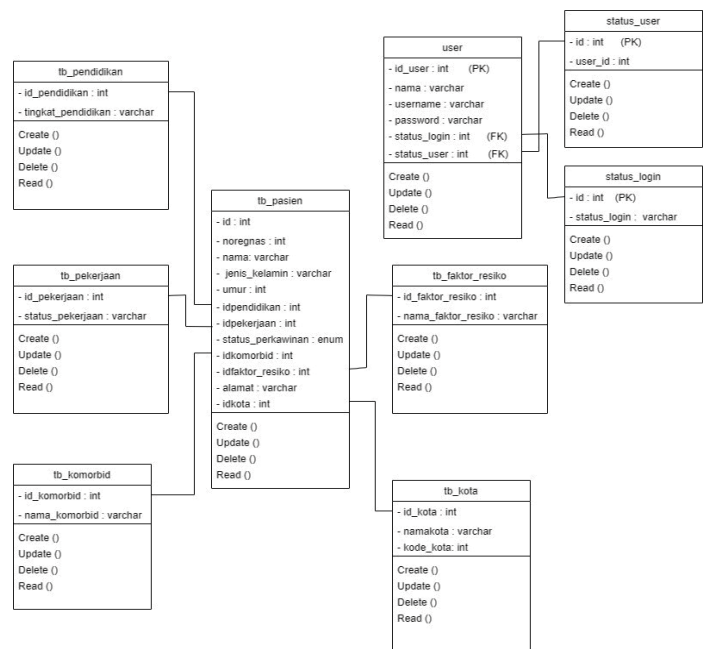 tb_pendidikan
- id_pendidikan : int
- tingkat_pendidikan : varchar
Create ()
Update ()
Delete ()
Read ()
tb_pekerjaan
- id_pekerjaan : int
- status_pekerjaan : varchar
Create ()
Update ()
Delete ()
Read ()
tb_komorbid
- id_komorbid : int
- nama_komorbid : varchar
Create ()
Update ()
Delete ()
Read ()
tb_pasien
- id : int
- noregnas : int
- nama: varchar
- jenis_kelamin : varchar
- umur : int
- idpendidikan : int
- idpekerjaan : int
- status_perkawinan : enum
- idkomorbid : int
- idfaktor_resiko : int
- alamat : varchar
- idkota : int
Create ()
Update ()
Delete ()
Read ()
user
- id_user : int (PK)
- nama : varchar
- username : varchar
- password : varchar
- status_login : int (FK)
- status_user : int (FK)
Create ()
Update ()
Delete ()
Read ()
tb_faktor_resiko
- id_faktor_resiko : int
- nama_faktor_resiko : varchar
Create ()
Update ()
Delete ()
Read ()
tb_kota
- id_kota : int
- namakota : varchar
- kode_kota: int
Create ()
Update ()
Delete ()
Read ()
status_user
- id : int (PK)
- user_id : int
Create ()
Update ()
Delete ()
Read ()
status_login
- id : int (PK)
- status_login : varchar
Create ()
Update ()
Delete ()
Read ()